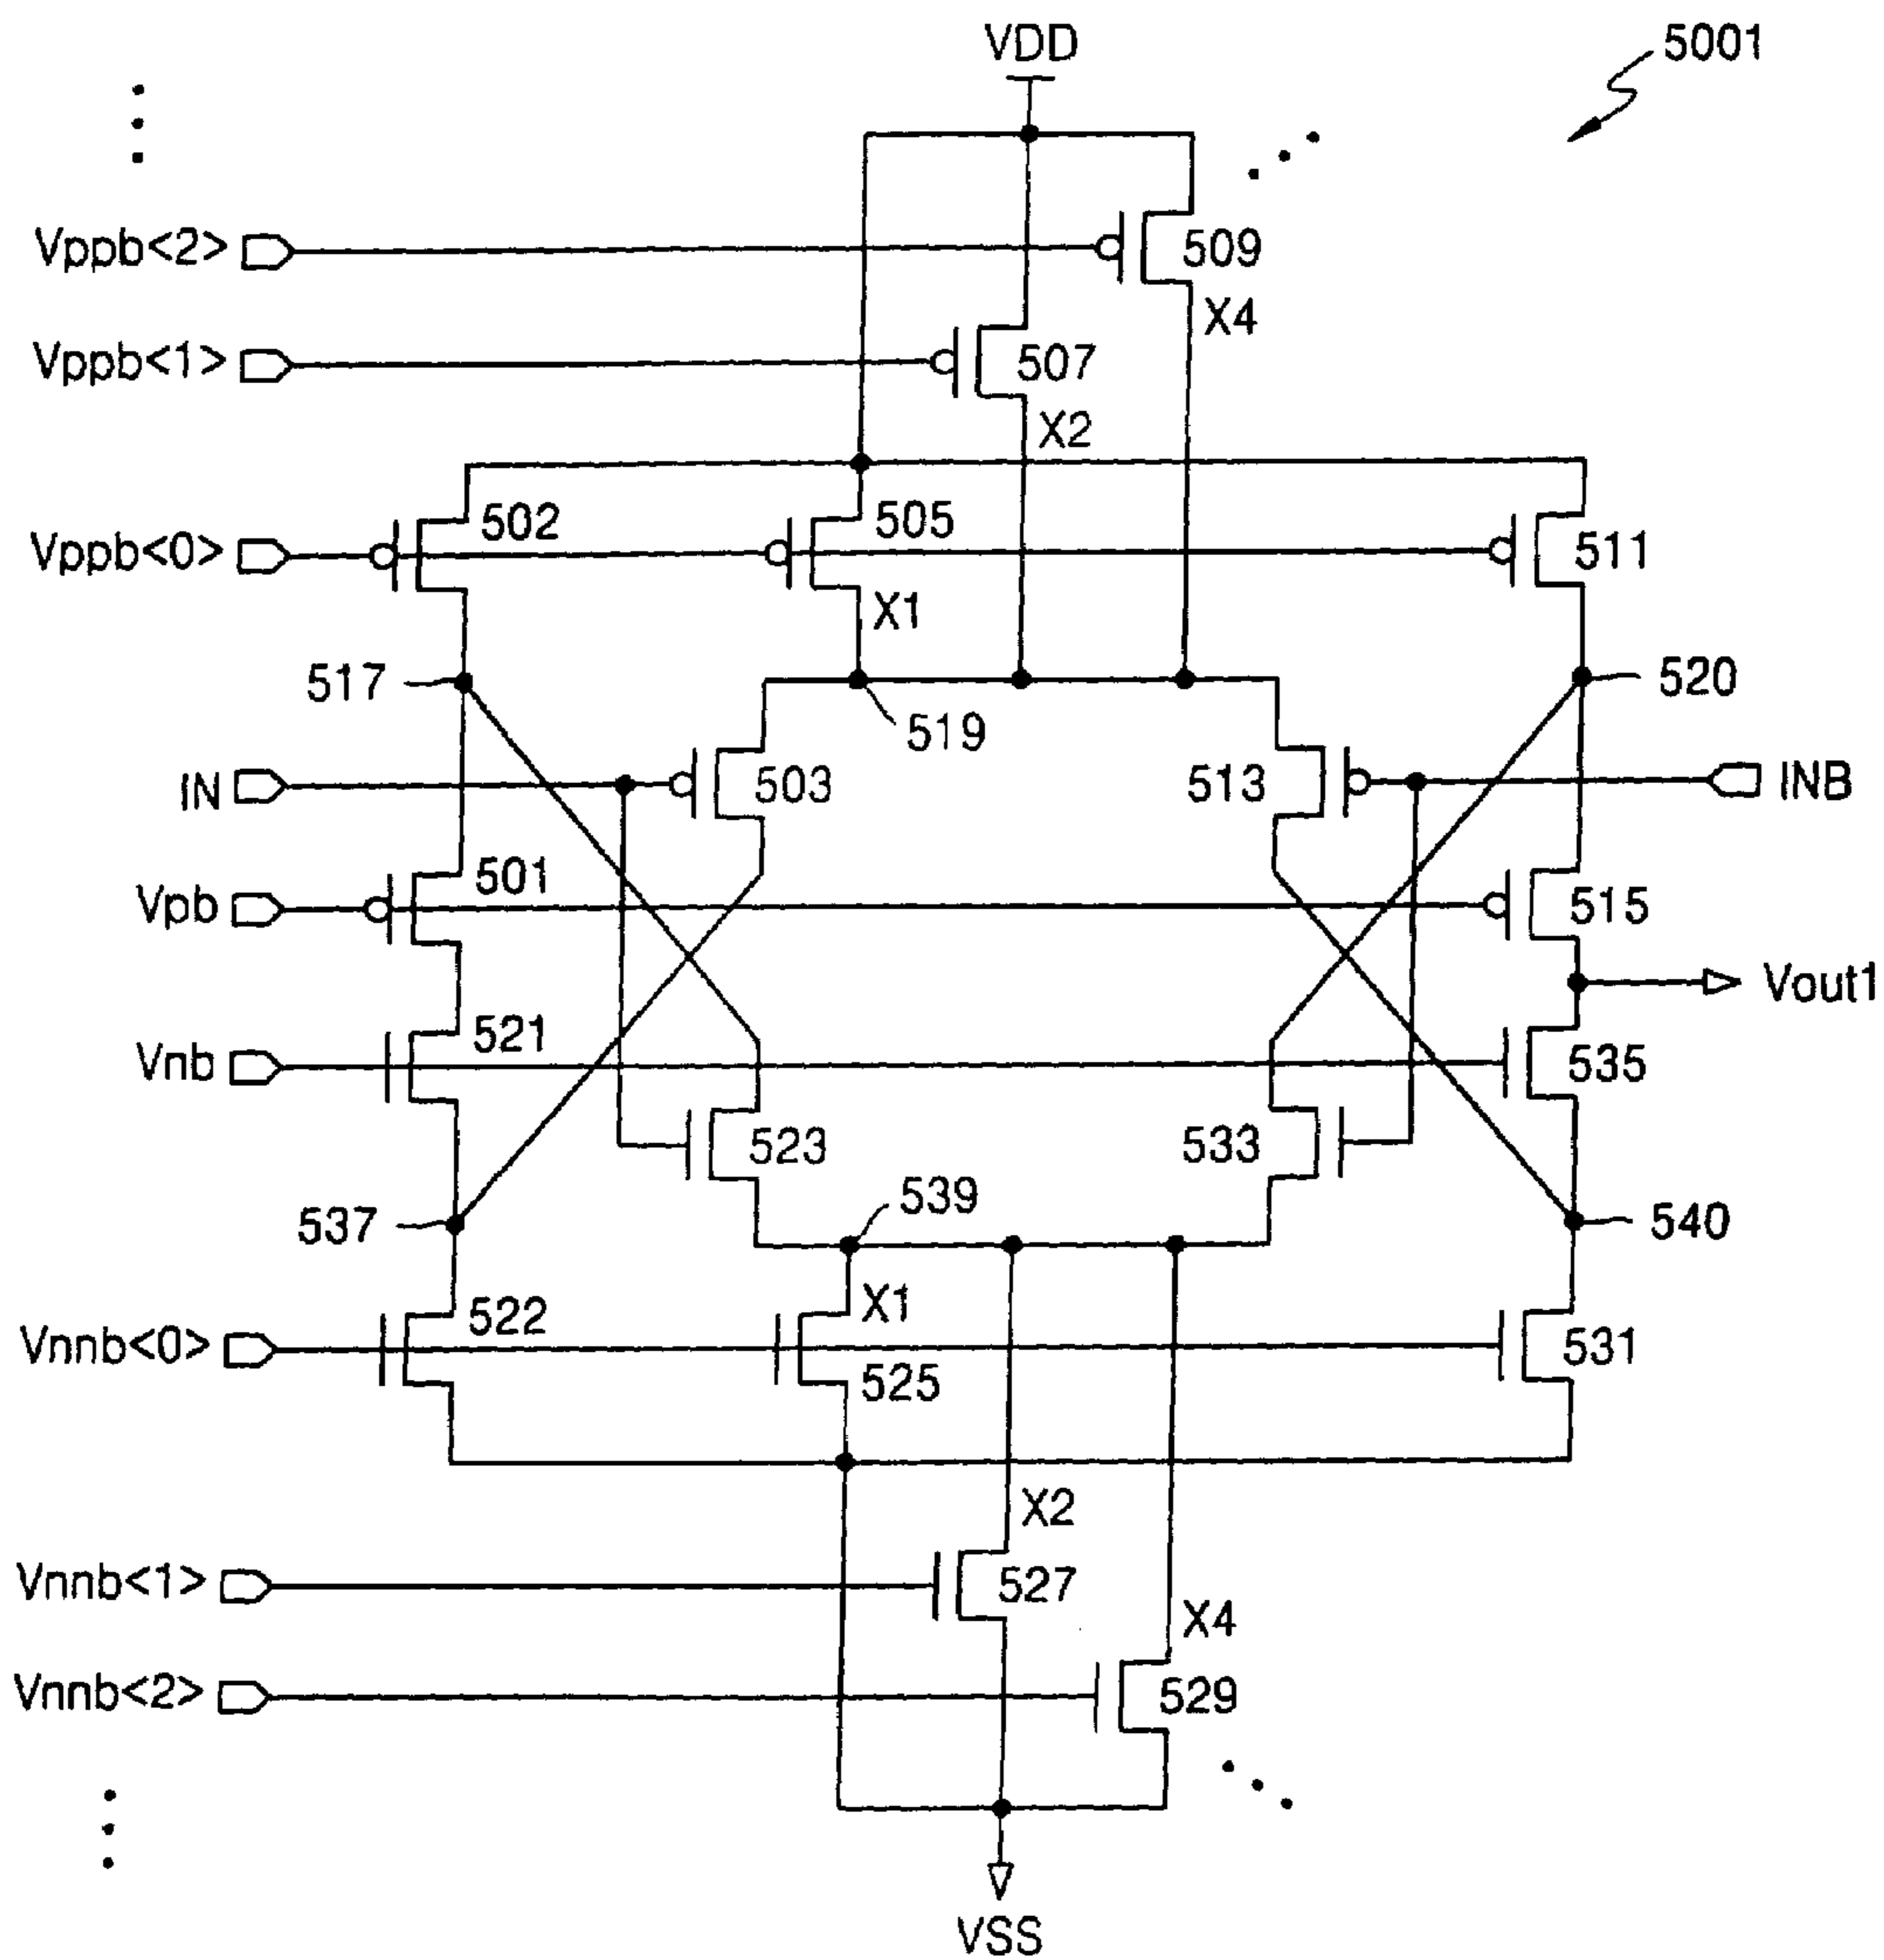 VDD
5001
Vppb<2>
509
X4
Vppb<1>
507
X2
Vppb<0>
502
505
511
X1
517
519
520
IN
503
513
INB
Vpb
501
515
Vout1
Vnb
521
535
523
533
537
539
540
Vnnb<0>
522
X1
525
531
X2
Vnnb<1>
527
X4
Vnnb<2>
529
VSS